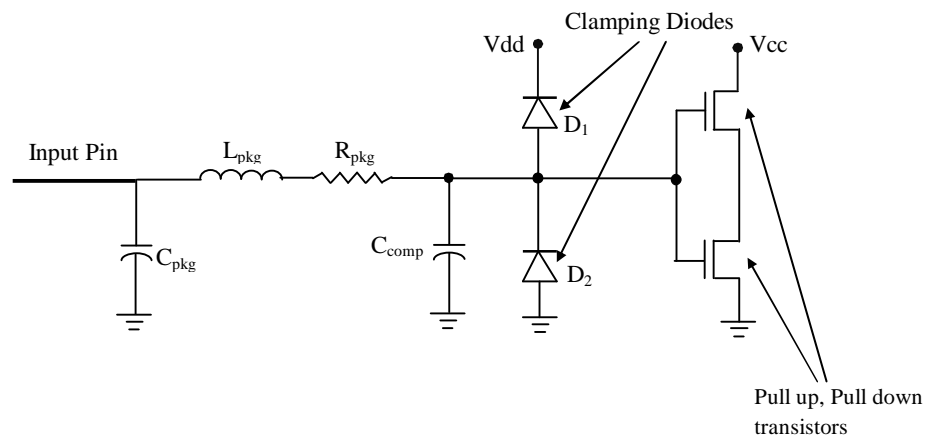 Clamping Diodes
Vdd
Vcc
D1
Input Pin
Lpkg
Rpkg
Cpkg
Ccomp
D2
Pull up, Pull down
transistors